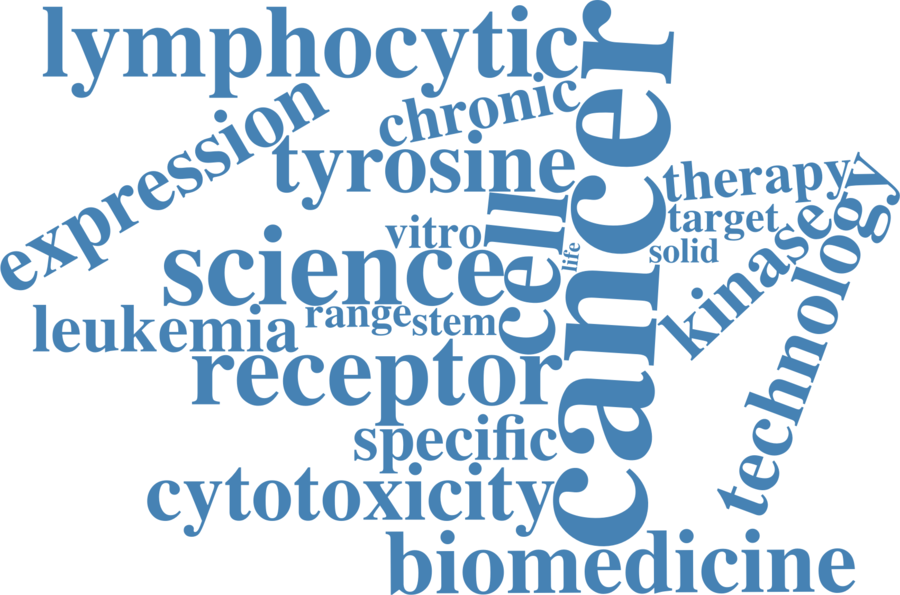 lymphocytic
cancer
expression
chronic
tyrosine
therapy
cell
target
vitro
technology
kinase
science
solid
life
leukemia
range
stem
receptor
specific
cytotoxicity
biomedicine